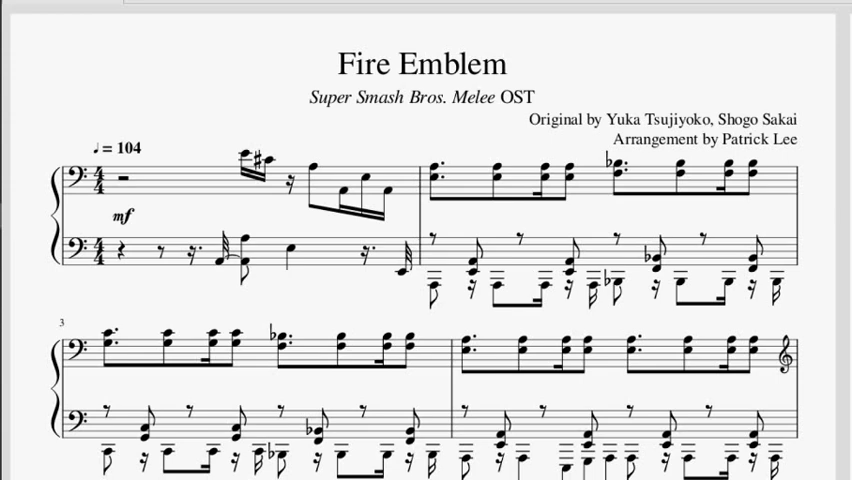 Fire Emblem
Super Smash Bros. Melee OST
Original by Yuka Tsujiyoko, Shogo Sakai
Arrangement by Patrick Lee
♩= 104
mf
3